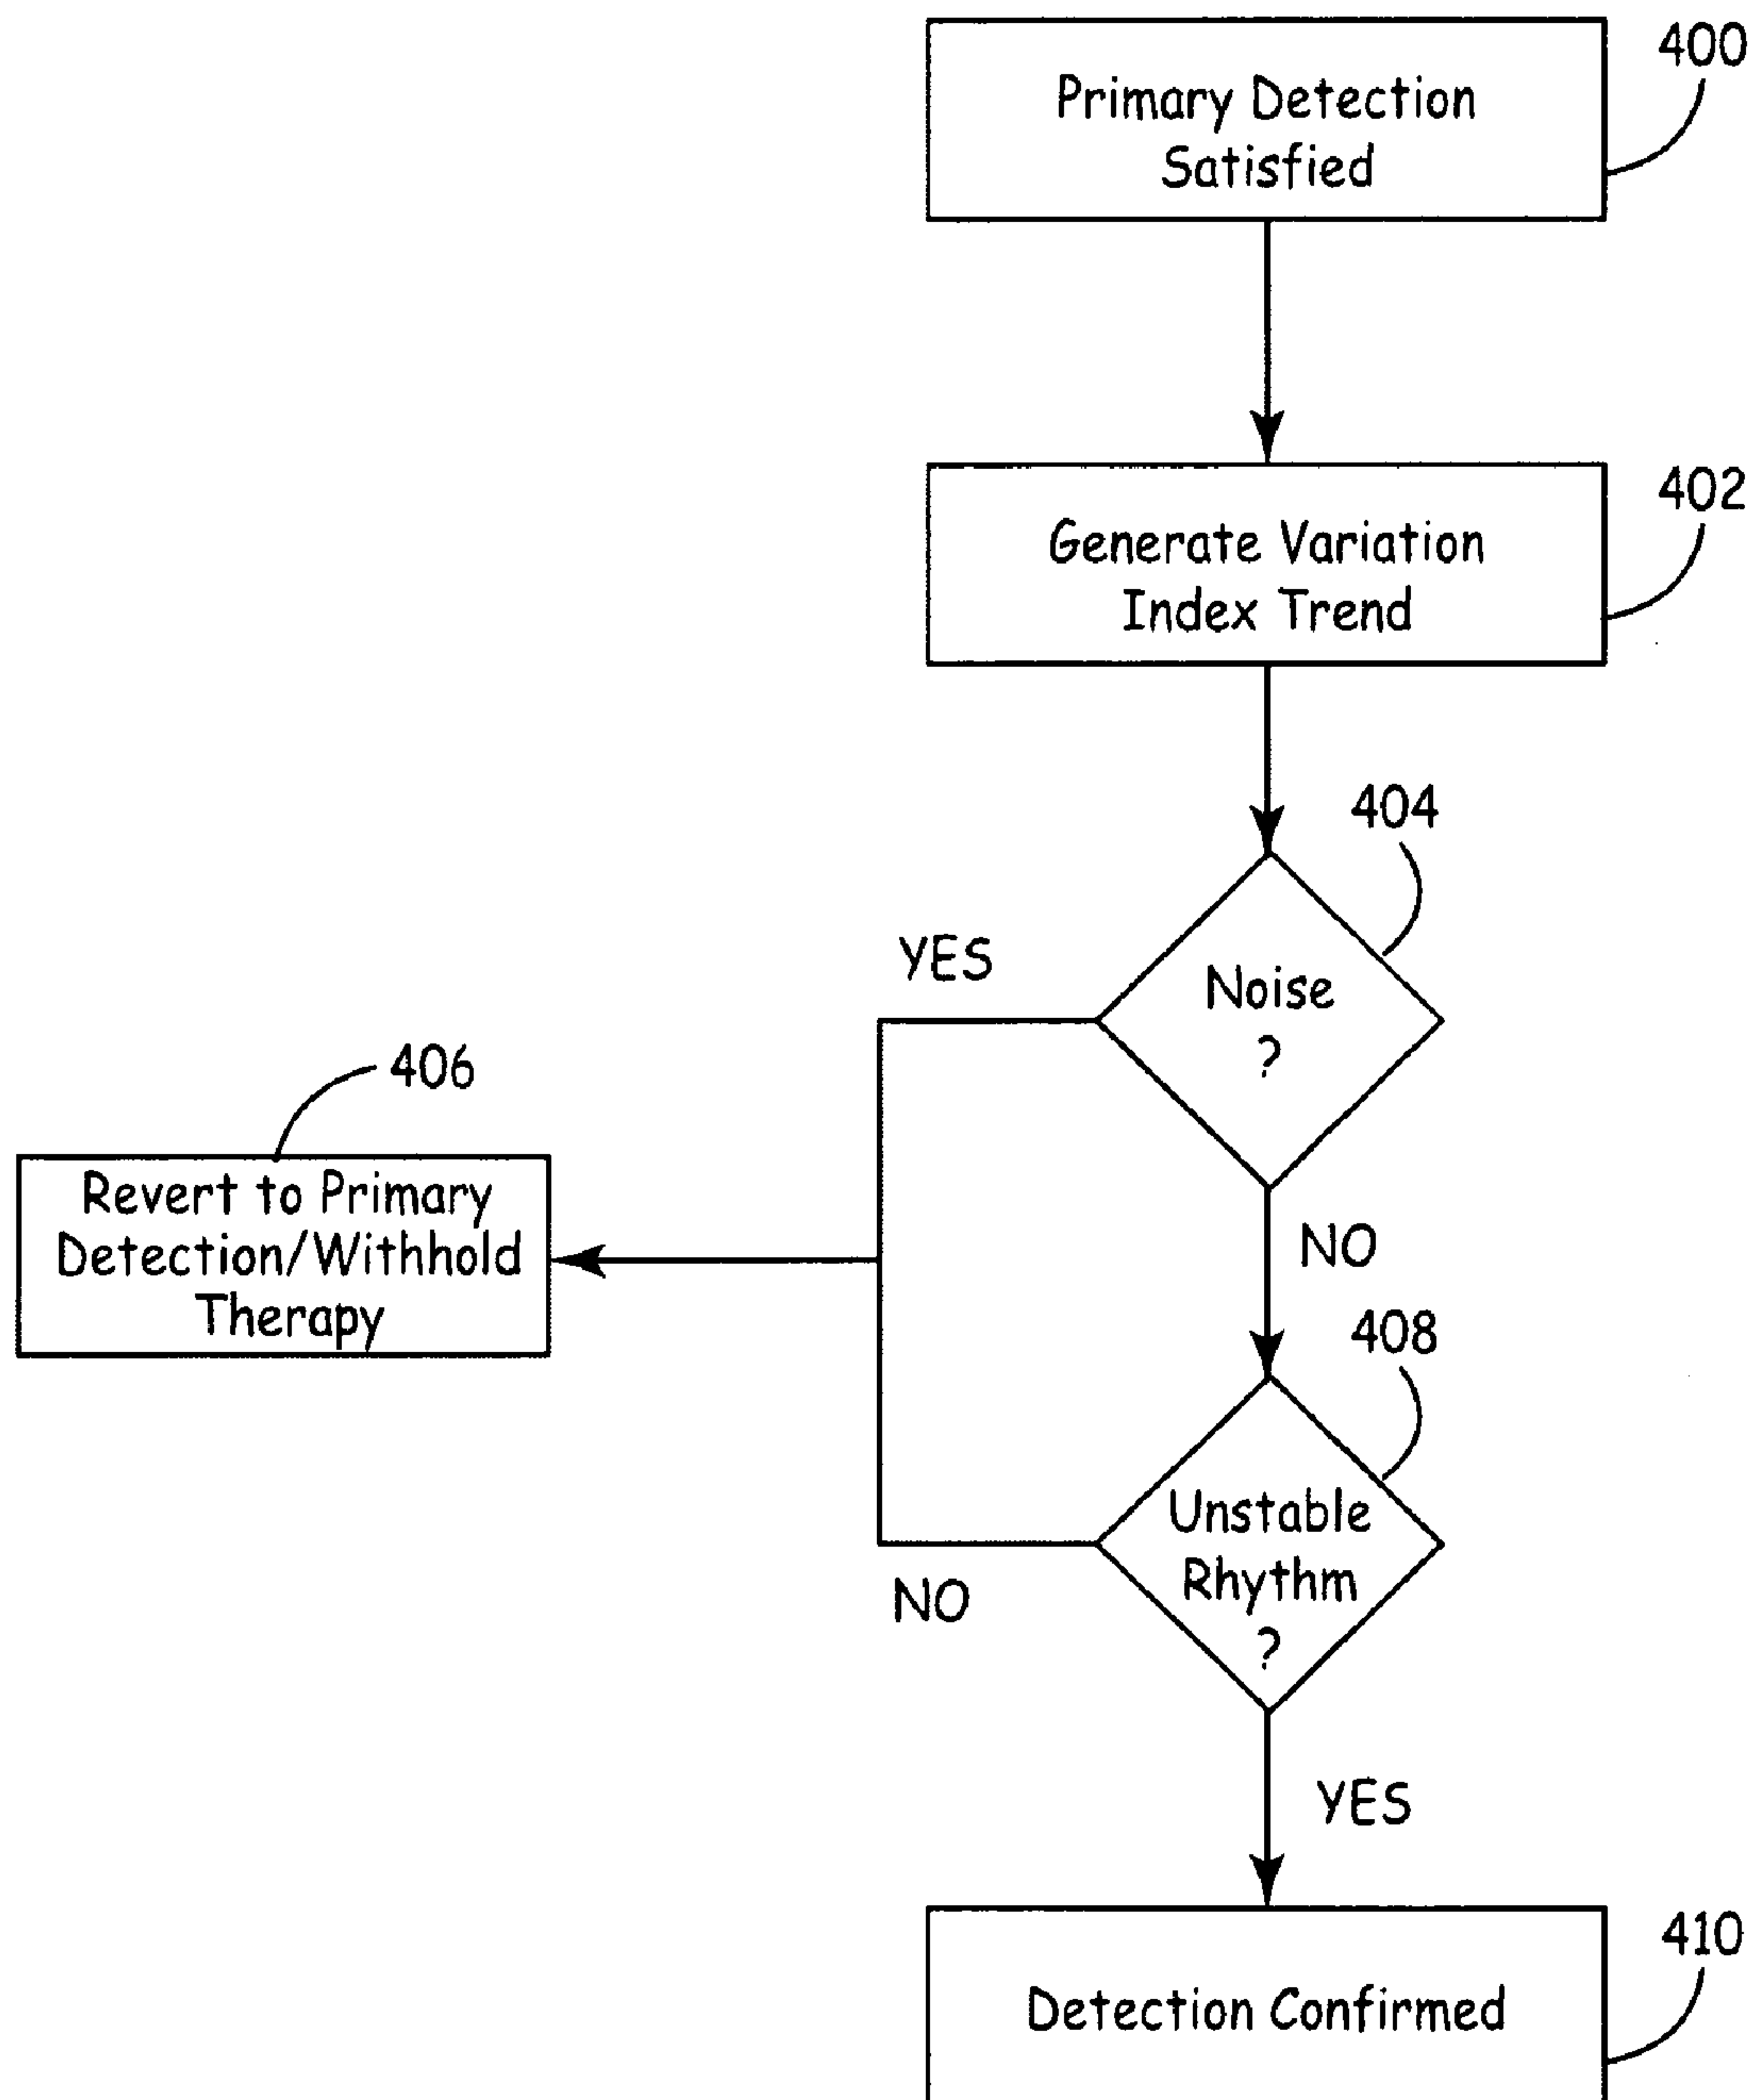 400
Primary Detection
Satisfied
402
Generate Variation
Index Trend
404
YES
Noise
?
406
Revert to Primary
Detection/Withhold
Therapy
NO
408
Unstable
Rhythm
?
NO
YES
410
Detection Confirmed